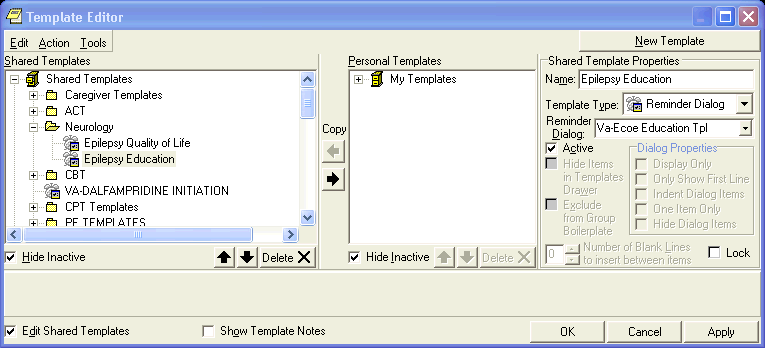 Template Editor
Edit Action Tools
New Template
Shared Templates
Shared Templates
Caregiver Templates
ACT
Neurology
Epilepsy Quality of Life
Epilepsy Education
CBT
VA-DALFAMPRIDINE INITIATION
CPT Templates
PE TEMPLATES
Hide Inactive
Delete
Copy
Personal Templates
My Templates
Hide Inactive
Delete
Shared Template Properties
Name: Epilepsy Education
Template Type: Reminder Dialog
Reminder
Dialog: Va-Ecoe Education Tpl
Active
Hide Items
in Templates
Drawer
Exclude
from Group
Boilerplate
Dialog Properties
Display Only
Only Show First Line
Indent Dialog Items
One Item Only
Hide Dialog Items
0 Number of Blank Lines
to insert between items
Lock
Edit Shared Templates
Show Template Notes
OK Cancel Apply